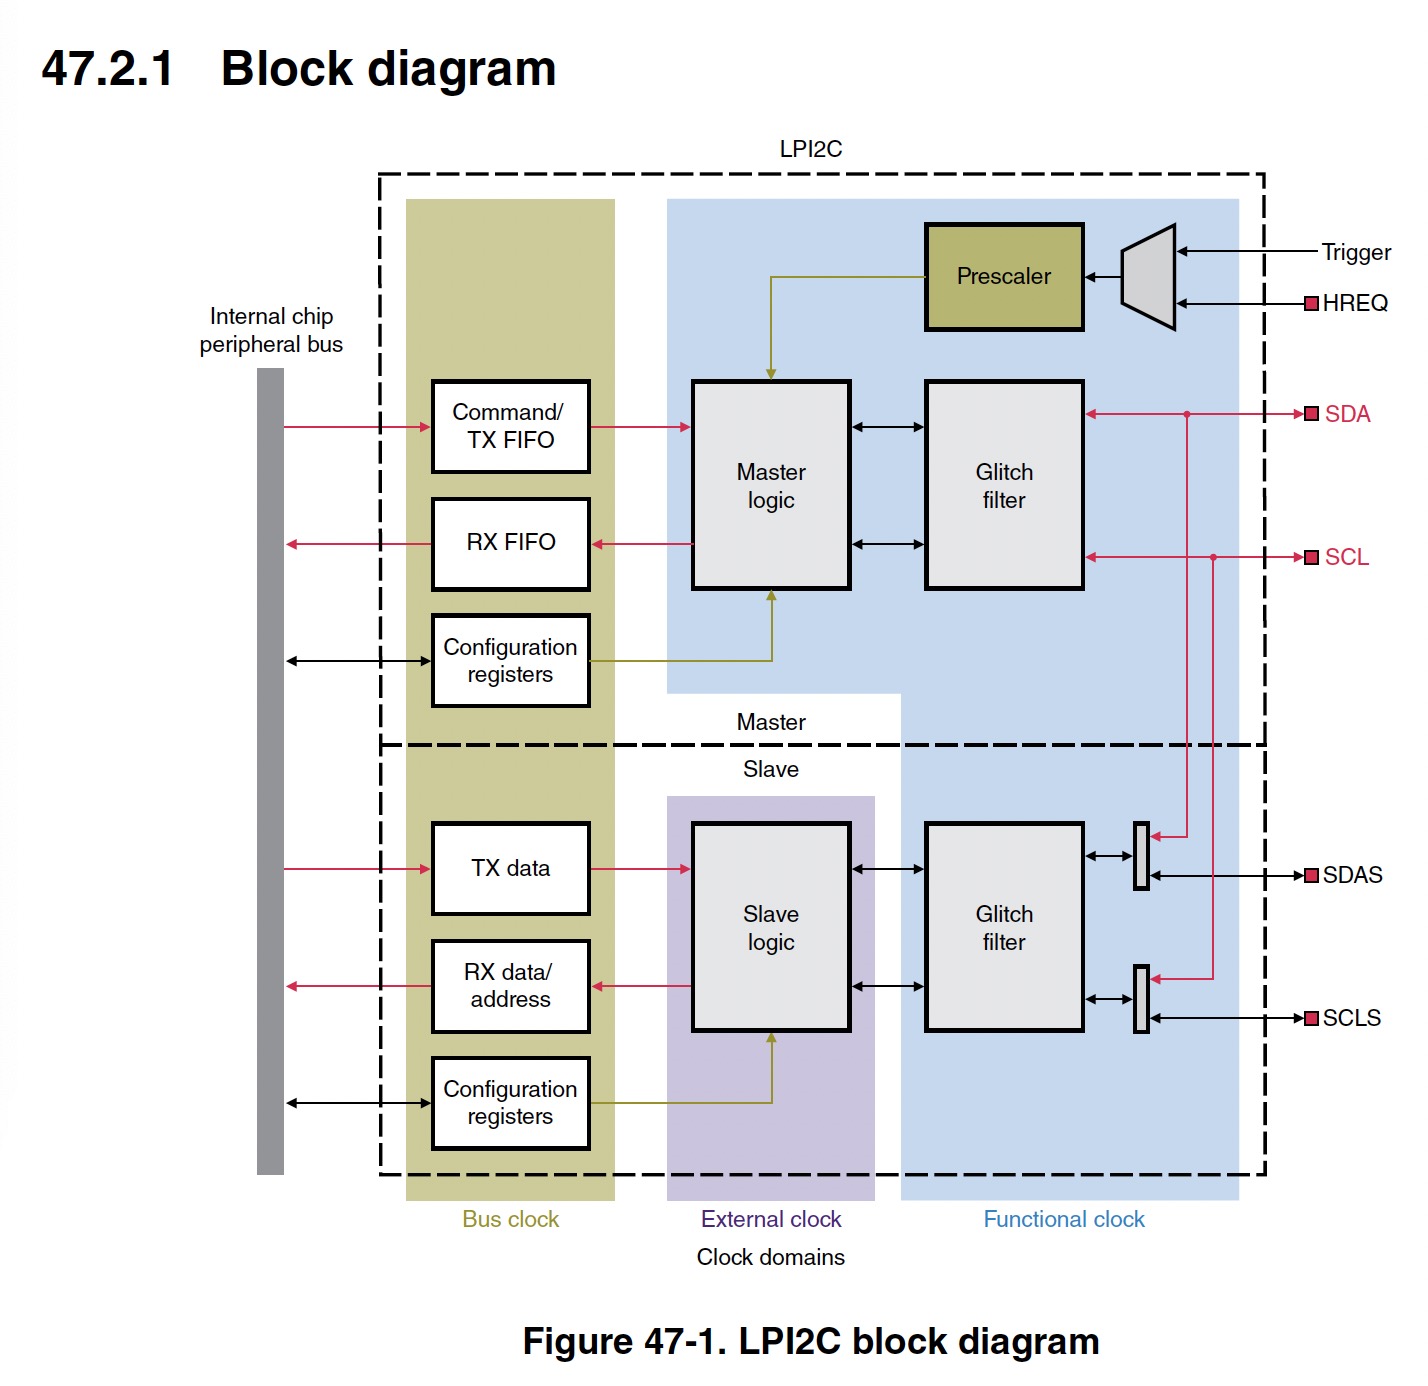 47.2.1 Block diagram
LPI2C
Prescaler
Trigger
HREQ
Internal chip
peripheral bus
Command/
TX FIFO
Master
logic
Glitch
filter
SDA
RX FIFO
SCL
Configuration
registers
Master
Slave
TX data
Slave
logic
Glitch
filter
SDAS
RX data/
address
SCLS
Configuration
registers
Bus clock
External clock
Functional clock
Clock domains
Figure 47-1. LPI2C block diagram